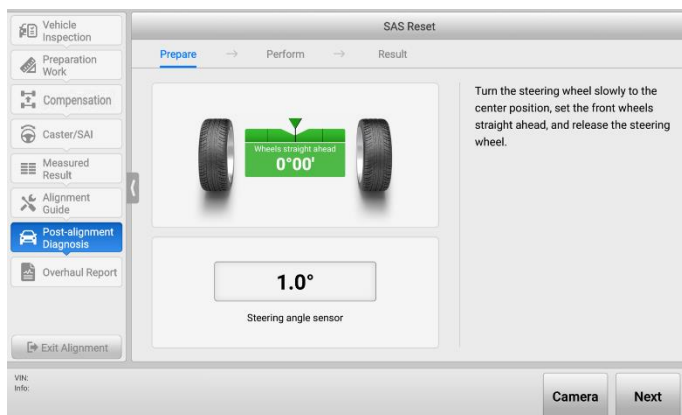 Vehicle
Inspection
Preparation
Work
Compensation
Caster/SAI
Measured
Result
Alignment
Guide
Post-alignment
Diagnosis
Overhaul Report
Exit Alignment
SAS Reset
Prepare → Perform → Result
Wheels straight ahead
0°00'
1.0°
Steering angle sensor
Turn the steering wheel slowly to the
center position, set the front wheels
straight ahead, and release the steering
wheel.
VIN:
Info:
Camera
Next